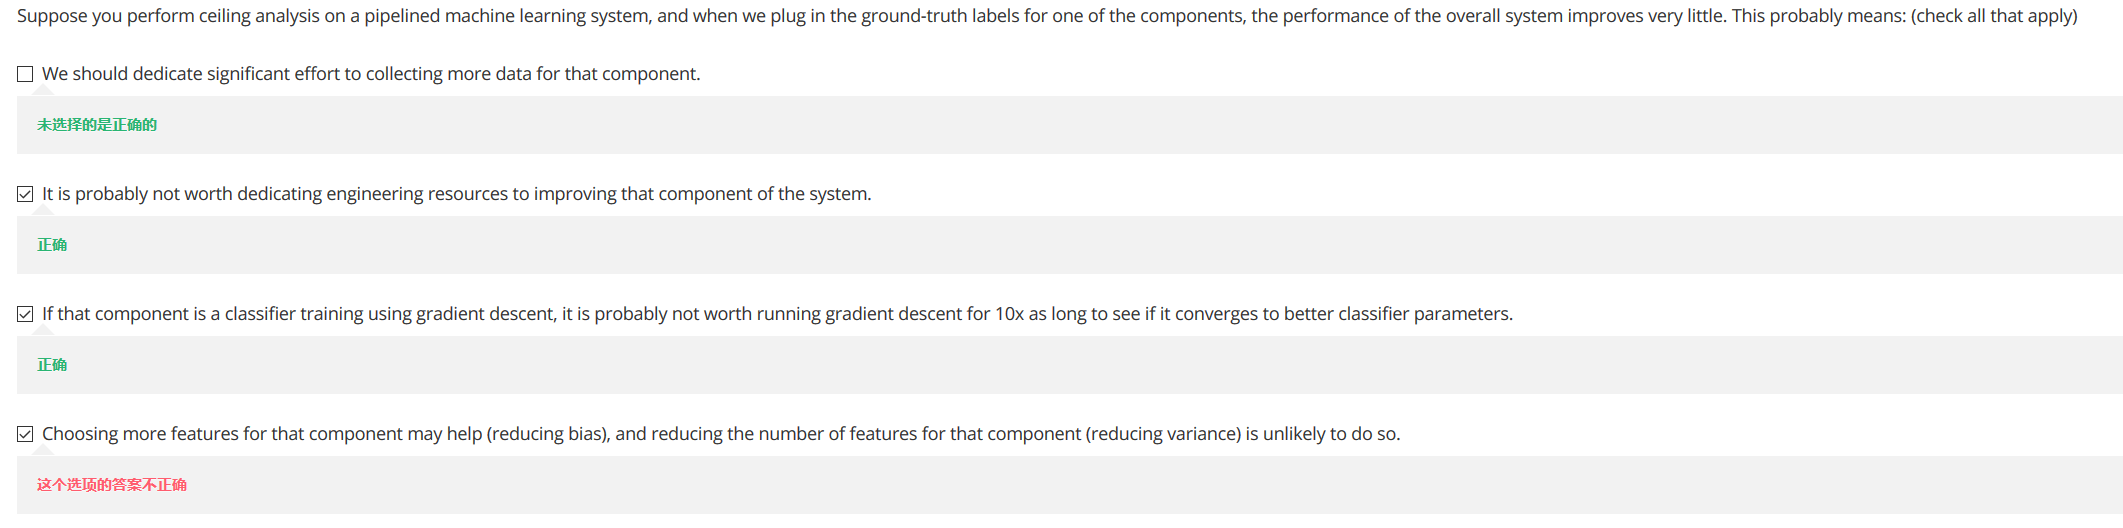 Suppose you perform ceiling analysis on a pipelined machine learning system, and when we plug in the ground-truth labels for one of the components, the performance of the overall system improves very little. This probably means: (check all that apply)
We should dedicate significant effort to collecting more data for that component.
未选择的是正确的
It is probably not worth dedicating engineering resources to improving that component of the system.
正确
If that component is a classifier training using gradient descent, it is probably not worth running gradient descent for 10x as long to see if it converges to better classifier parameters.
正确
Choosing more features for that component may help (reducing bias), and reducing the number of features for that component (reducing variance) is unlikely to do so.
这个选项的答案不正确